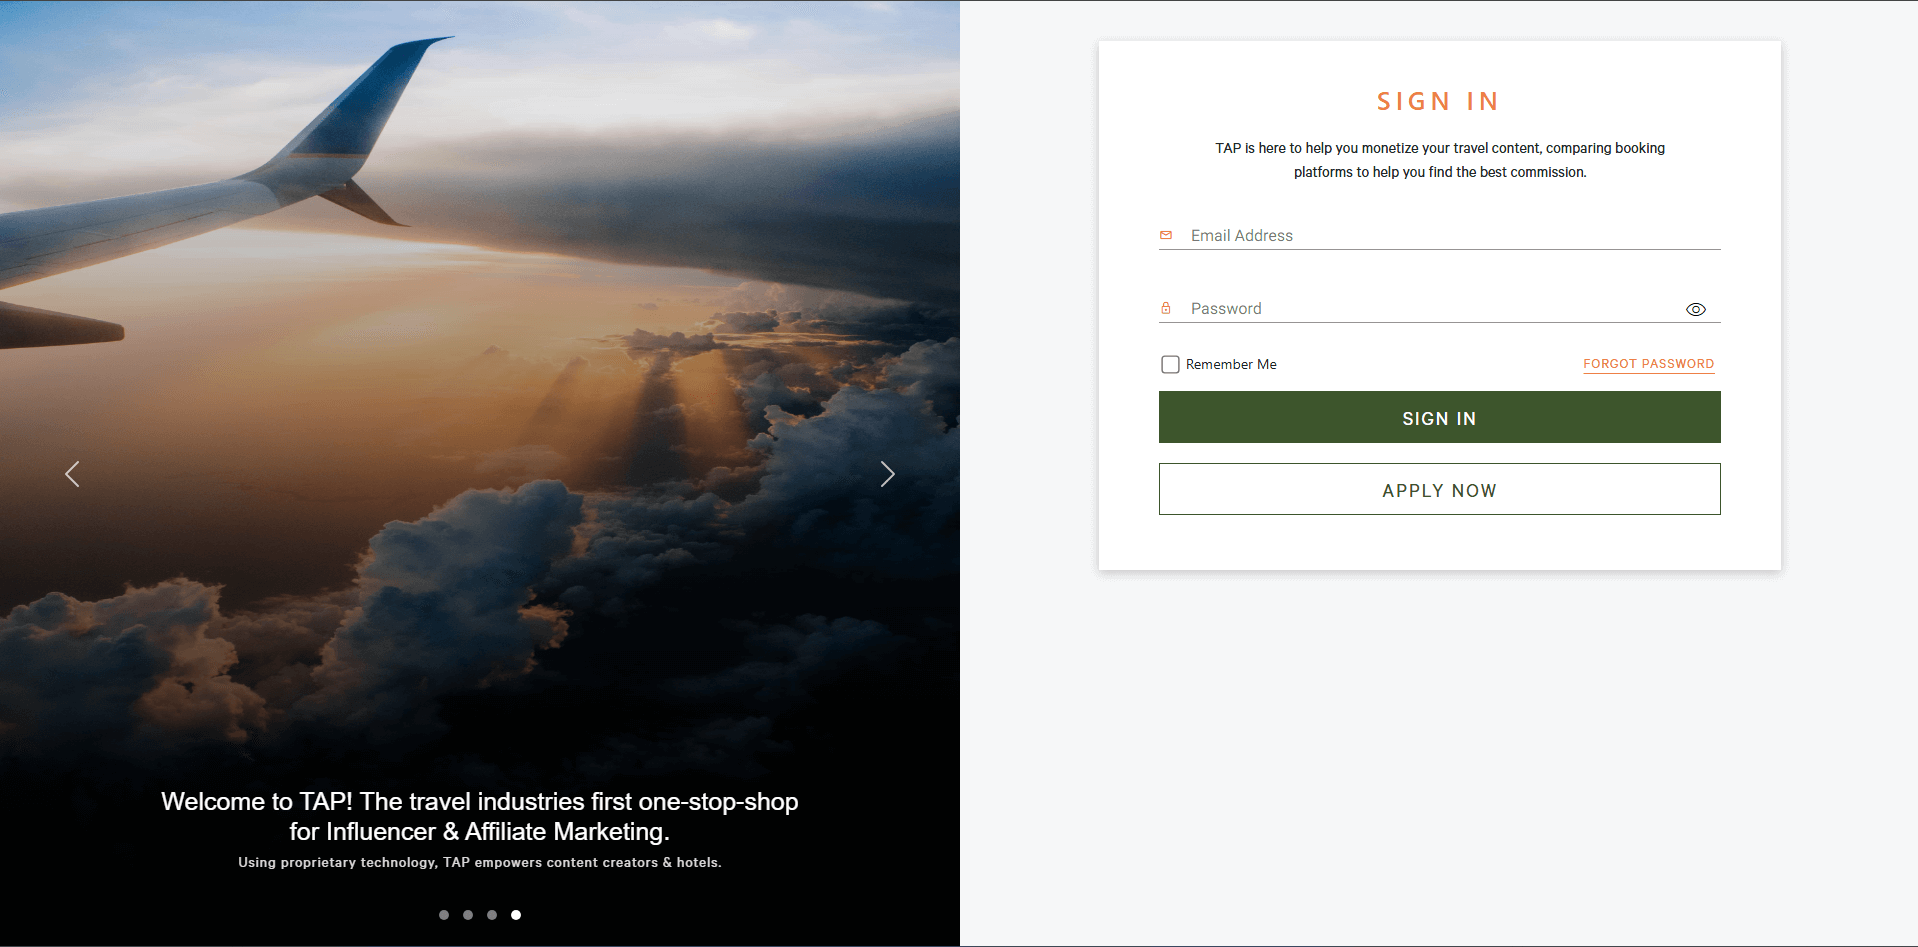 Welcome to TAP! The travel industries first one-stop-shop
for Influencer & Affiliate Marketing.
Using proprietary technology, TAP empowers content creators & hotels.
SIGN IN
TAP is here to help you monetize your travel content, comparing booking
platforms to help you find the best commission.
Email Address
Password
Remember Me
FORGOT PASSWORD
SIGN IN
APPLY NOW